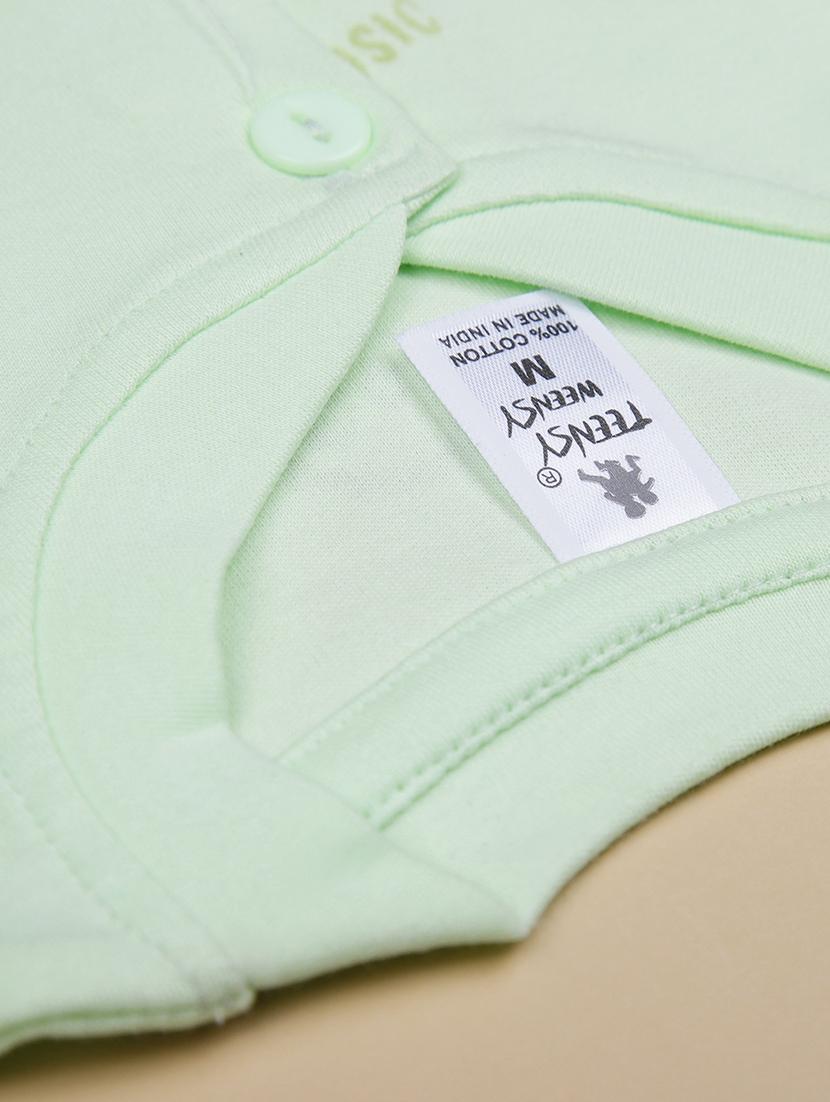 TEENSY
WEENSY
®
M
100% COTTON
MADE IN INDIA